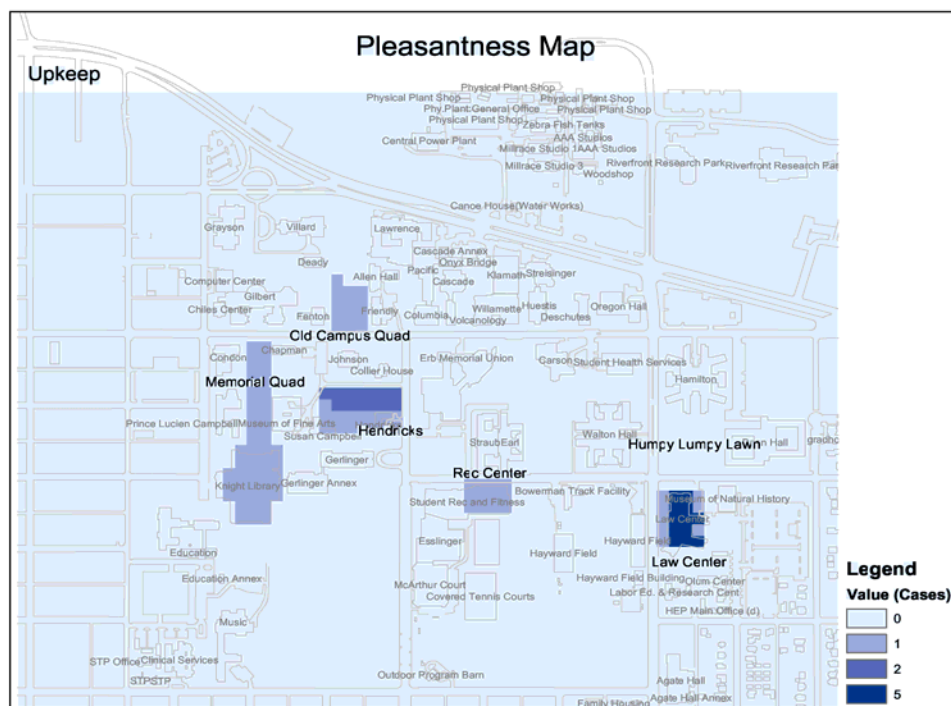 Pleasantness Map
Upkeep
Physical Plant Shop
Physical Plant Shop
Physical Plant Shop
Phy.Plant General Office
Physical Plant Shop
Physical Plant Shop
Zebra Fish Tanks
Central Power Plant
AAA Studios
Millrace Studio 1
AAA Studios
Riverfront Research Park
Riverfront Research Park
Millrace Studio 3
Woodshop
Canoe House(Water Works)
Grayson
Villard
Lawrence
Cascade Annex
Onyx Bridge
Deady
Pacific
Allen Hall
Cascade
Klamath
Streisinger
Computer Center
Gilbert
Chiles Center
Fenton
Friendly
Columbia
Willamette
Volcanology
Huestis
Deschutes
Oregon Hall
Old Campus Quad
Condon
Chapman
Johnson
Collier House
Erb Memorial Union
Carson
Student Health Services
Memorial Quad
Hamilton
Prince Lucien Campbell
Museum of Fine Arts
Susan Campbell
Hendricks
Straub
Earl
Walton Hall
Humpy Lumpy Lawn
Gerlinger
Rec Center
Knight Library
Gerlinger Annex
Student Rec and Fitness
Bowerman Track Facility
Museum of Natural History
Law Center
Esslinger
Hayward Field
Hayward Field
Law Center
Education
Education Annex
McArthur Court
Covered Tennis Courts
Hayward Field Building
Olum Center
Labor Ed. & Research Cent
HEP Main Office (d)
Music
STP Office
Clinical Services
STP
STP
Outdoor Program Barn
Agate Hall
Agate Hall Annex
Family Housing
Legend
Value (Cases)
0
1
2
5